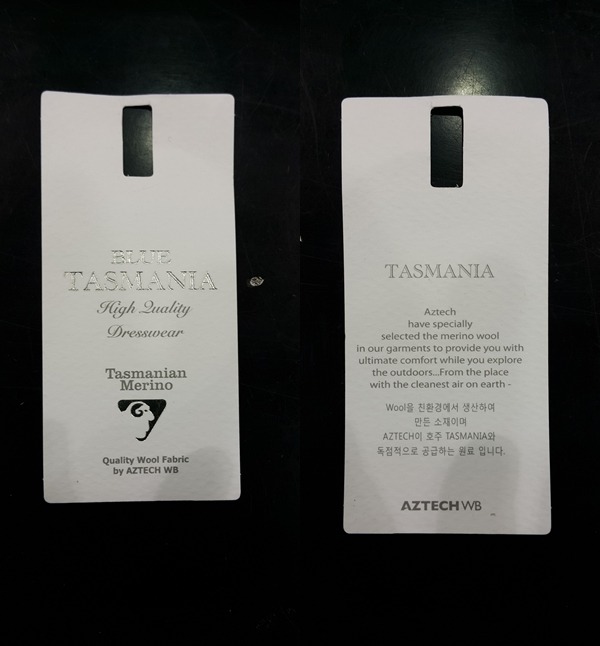 BLUE
TASMANIA
High Quality
Dresswear
Tasmanian
Merino
Quality Wool Fabric
by AZTECH WB
TASMANIA
Aztech
have specially
selected the merino wool
in our garments to provide you with
ultimate comfort while you explore
the outdoors...From the place
with the cleanest air on earth -
Wool을 친환경에서 생산하여
만든 소재이며
AZTECH이 호주 TASMANIA와
독점적으로 공급하는 원료 입니다.
AZTECH WB